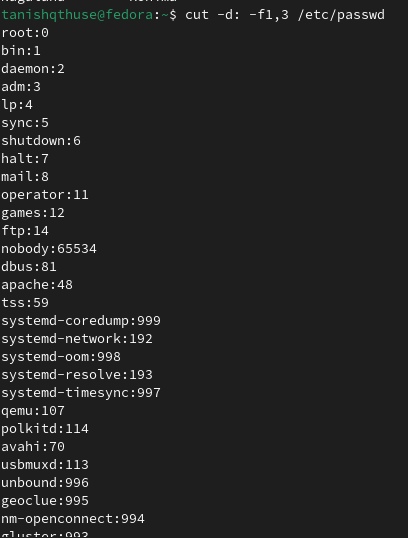 tanishqthuse@fedora:~$ cut -d: -f1,3 /etc/passwd
root:0
bin:1
daemon:2
adm:3
lp:4
sync:5
shutdown:6
halt:7
mail:8
operator:11
games:12
ftp:14
nobody:65534
dbus:81
apache:48
tss:59
systemd-coredump:999
systemd-network:192
systemd-oom:998
systemd-resolve:193
systemd-timesync:997
qemu:107
polkitd:114
avahi:70
usbmuxd:113
unbound:996
geoclue:995
nm-openconnect:994
gluster:993